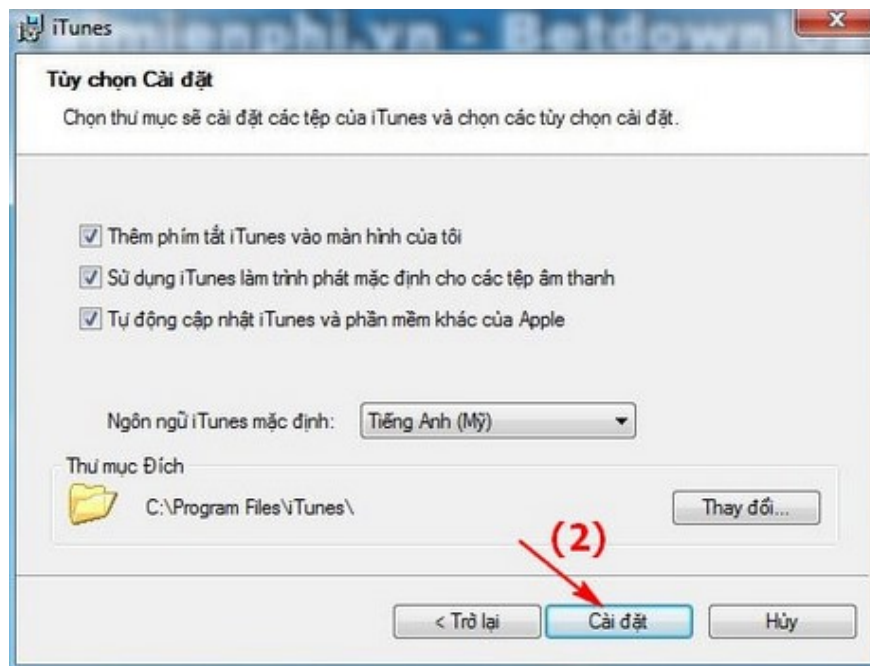 mienphi.vn - Betdownlo
iTunes
Tùy chọn Cài đặt
Chọn thư mục sẽ cài đặt các tệp của iTunes và chọn các tùy chọn cài đặt.
Thêm phím tắt iTunes vào màn hình của tôi
Sử dụng iTunes làm trình phát mặc định cho các tệp âm thanh
Tự động cập nhật iTunes và phần mềm khác của Apple
Ngôn ngữ iTunes mặc định: Tiếng Anh (Mỹ)
Thư mục Đích
C:\Program Files\iTunes\ Thay đổi...
(2)
< Trở lại Cài đặt Hủy